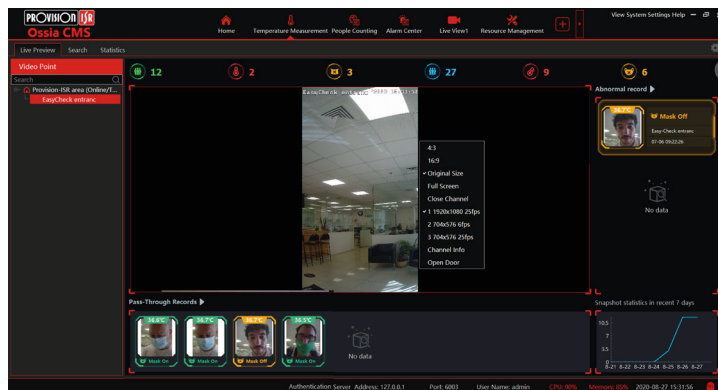 PROVISION ISR
Ossia CMS
Home
Temperature Measurement
People Counting
Alarm Center
Live View1
Resource Management
View System Settings Help
Live Preview
Search
Statistics
Video Point
Search
Provision-ISR area (Online/T...
EasyCheck entranc
12
2
3
27
9
6
4:3
16:9
Original Size
Full Screen
Close Channel
1 1920x1080 25fps
2 704x576 6fps
3 704x576 25fps
Channel Info
Open Door
Abnormal record
36.7℃
Mask Off
Easy-Check entranc
07-06 09:22:26
No data
Pass-Through Records
36.6℃
Mask On
36.7℃
Mask On
36.7℃
Mask Off
36.5℃
Mask On
No data
Snapshot statistics in recent 7 days
10.5
7
3.5
0
8-21 8-22 8-23 8-24 8-25 8-26 8-27
Authentication Server Address: 127.0.0.1
Port: 6003
User Name: admin
CPU: 90%
Memory: 65%
2020-08-27 15:31:56